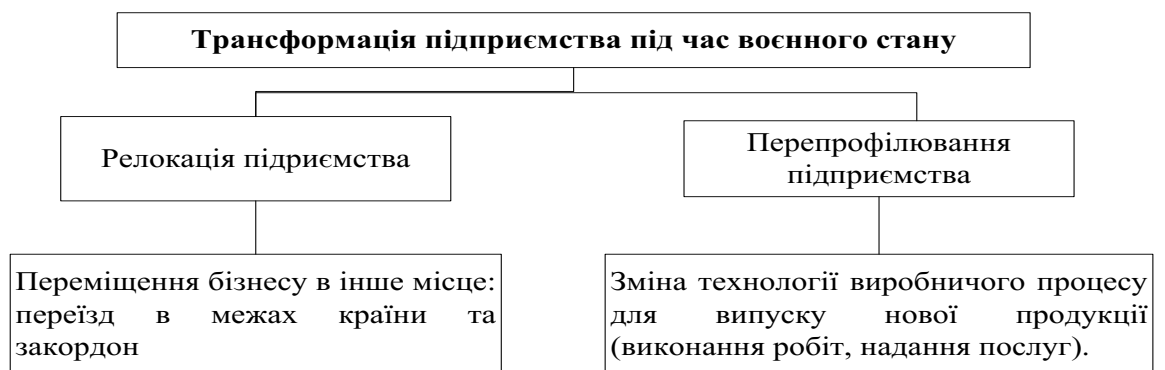 Трансформація підприємства під час воєнного стану
Релокація підриємства
Перепрофілювання
підприємства
Переміщення бізнесу в інше місце:
переїзд в межах країни та
закордон
Зміна технології виробничого процесу
для випуску нової продукції
(виконання робіт, надання послуг).